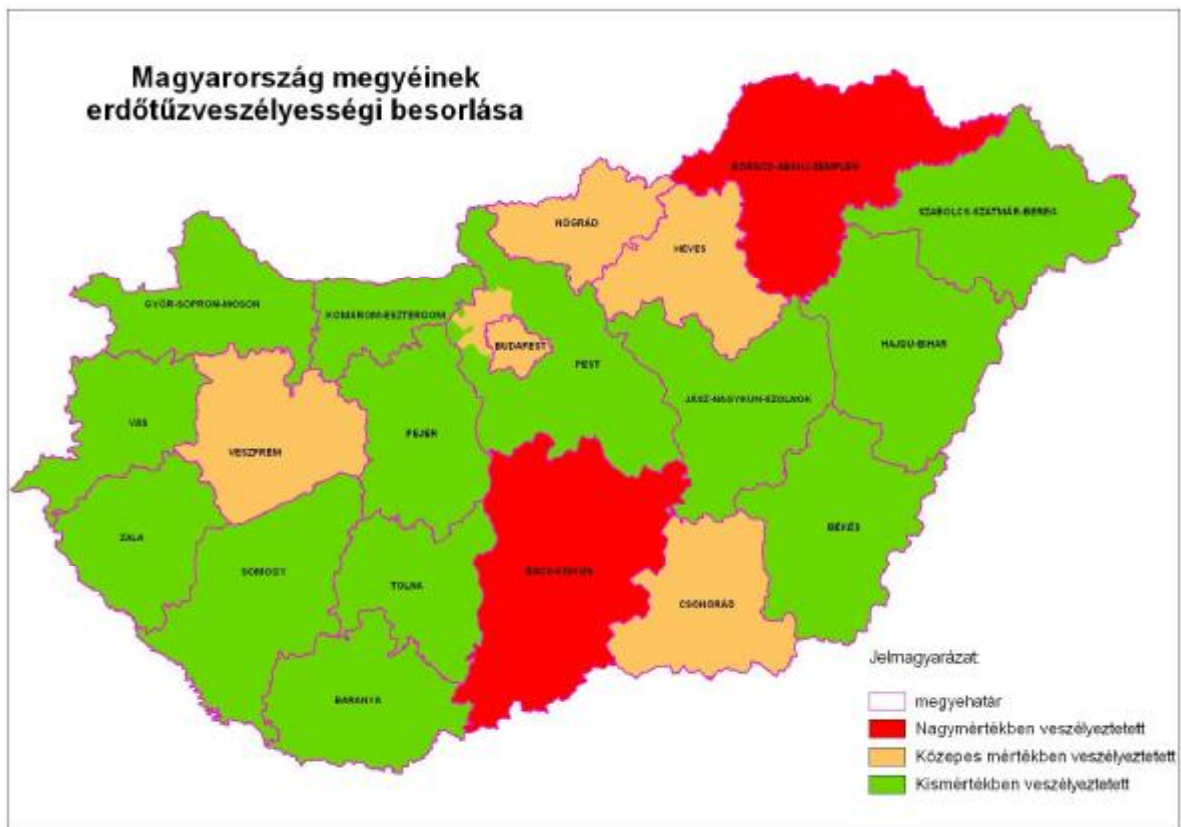 Magyarország megyéinek
erdőtűzveszélyességi besorlása
BORSOD-ABAÚJ-ZEMPLÉN
SZABOLCS-SZATMÁR-BEREG
NÓGRÁD
HEVES
GYŐR-SOPRON-MOSON
KOMÁROM-ESZTERGOM
BUDAPEST
HAJDÚ-BIHAR
PEST
JÁSZ-NAGYKUN-SZOLNOK
VAS
FEJÉR
VESZPRÉM
BÉKÉS
ZALA
SOMOGY
BÁCS-KISKUN
TOLNA
CSONGRÁD
BARANYA
Jelmagyarázat
megyehatár
Nagymértékben veszélyeztetett
Közepes mértékben veszélyeztetett
Kismértékben veszélyeztetett